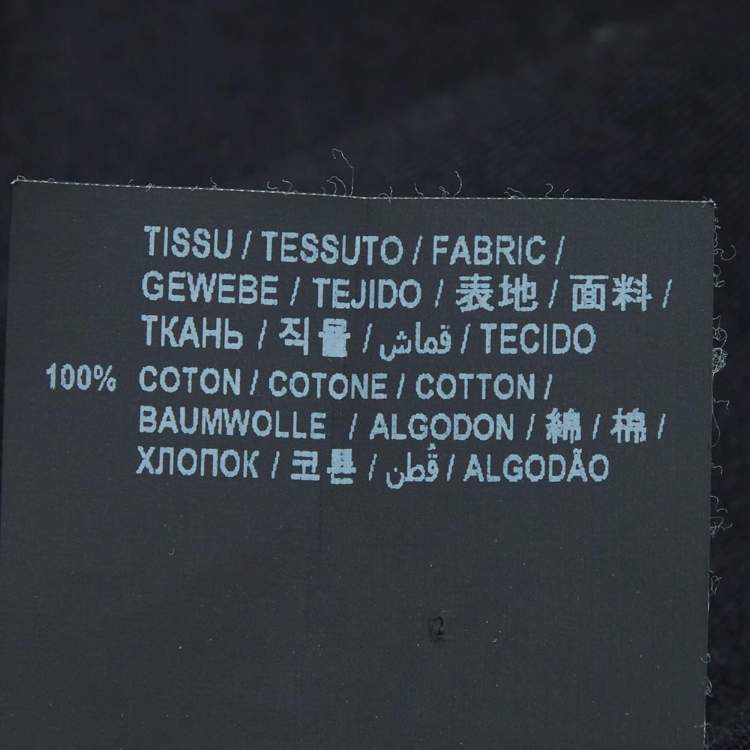 TISSU / TESSUTO / FABRIC /
GEWEBE / TEJIDO / 表地 / 面料 /
ТКАНЬ / 직물 / قماش / TECIDO
100% COTON / COTONE / COTTON /
BAUMWOLLE / ALGODON / 綿 / 棉 /
ХЛОПОК / 코튼 / قُطن / ALGODÃO